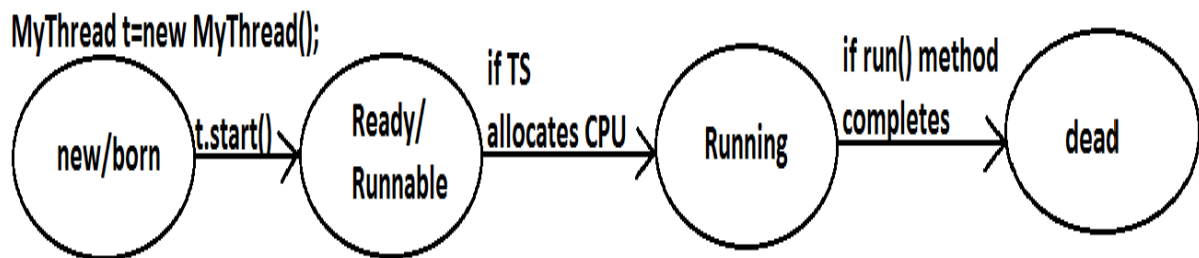 MyThread t=new MyThread();
new/born
t.start()
Ready/
Runnable
if TS
allocates CPU
Running
if run() method
completes
dead